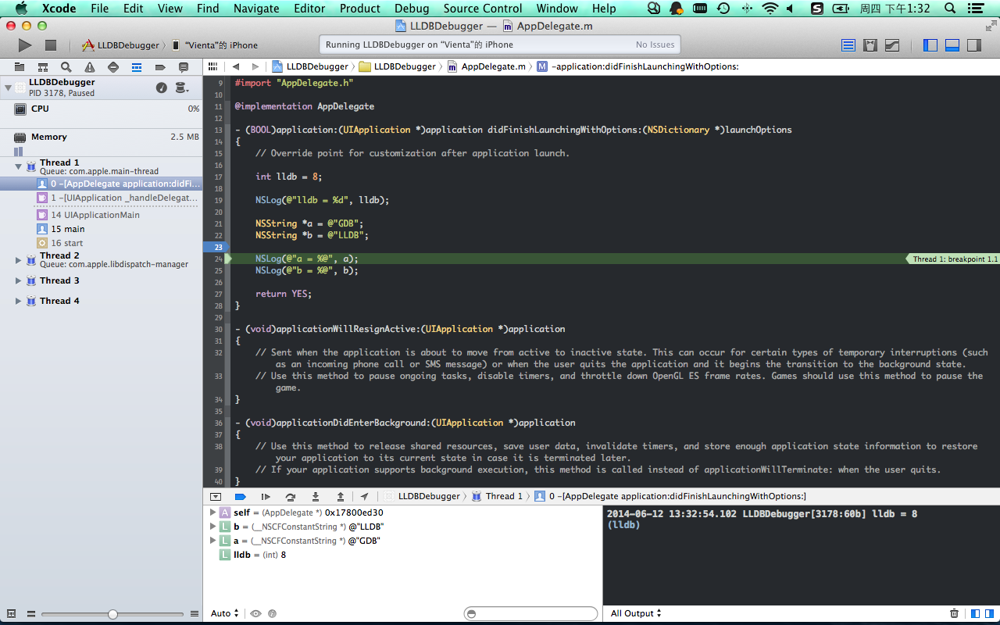 Xcode File Edit View Find Navigate Editor Product Debug Source Control Window Help 周四 下午1:32
LLDBDebugger — AppDelegate.m
LLDBDebugger 〉 “Vienta”的 iPhone
Running LLDBDebugger on “Vienta”的 iPhone No Issues
LLDBDebugger 〉 LLDBDebugger 〉 AppDelegate.m 〉 M -application:didFinishLaunchingWithOptions:
LLDBDebugger
PID 3178, Paused
CPU 0%
Memory 2.5 MB
Thread 1
Queue: com.apple.main-thread
0 -[AppDelegate application:didFi...
1 -[UIApplication _handleDelegat...
14 UIApplicationMain
15 main
16 start
Thread 2
Queue: com.apple.libdispatch-manager
Thread 3
Thread 4
9 #import "AppDelegate.h"
10
11 @implementation AppDelegate
12
13 - (BOOL)application:(UIApplication *)application didFinishLaunchingWithOptions:(NSDictionary *)launchOptions
14 {
15 // Override point for customization after application launch.
16
17 int lldb = 8;
18
19 NSLog(@"lldb = %d", lldb);
20
21 NSString *a = @"GDB";
22 NSString *b = @"LLDB";
23
24 NSLog(@"a = %@", a); Thread 1: breakpoint 1.1
25 NSLog(@"b = %@", b);
26
27 return YES;
28 }
29
30 - (void)applicationWillResignActive:(UIApplication *)application
31 {
32 // Sent when the application is about to move from active to inactive state. This can occur for certain types of temporary interruptions (such
as an incoming phone call or SMS message) or when the user quits the application and it begins the transition to the background state.
33 // Use this method to pause ongoing tasks, disable timers, and throttle down OpenGL ES frame rates. Games should use this method to pause the
game.
34 }
35
36 - (void)applicationDidEnterBackground:(UIApplication *)application
37 {
38 // Use this method to release shared resources, save user data, invalidate timers, and store enough application state information to restore
your application to its current state in case it is terminated later.
39 // If your application supports background execution, this method is called instead of applicationWillTerminate: when the user quits.
40 }
LLDBDebugger 〉 Thread 1 〉 0 -[AppDelegate application:didFinishLaunchingWithOptions:]
A self = (AppDelegate *) 0x17800ed30
L b = (__NSCFConstantString *) @"LLDB"
L a = (__NSCFConstantString *) @"GDB"
L lldb = (int) 8
2014-06-12 13:32:54.102 LLDBDebugger[3178:60b] lldb = 8
(lldb)
Auto
All Output